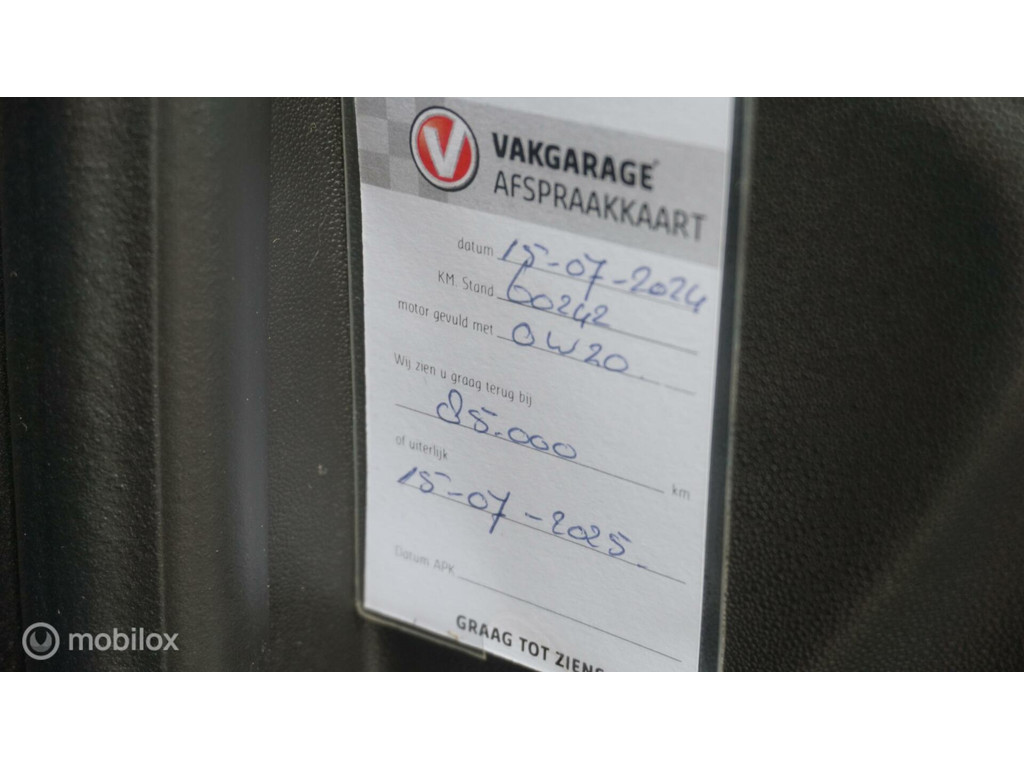 V VAKGARAGE
AFSPRAAKKAART
datum 15-07-2024
KM. Stand 60242
motor gevuld met 0W20
Wij zien u graag terug bij
85.000 km
of uiterlijk
15-07-2025
Datum APK
GRAAG TOT ZIENS
mobilox